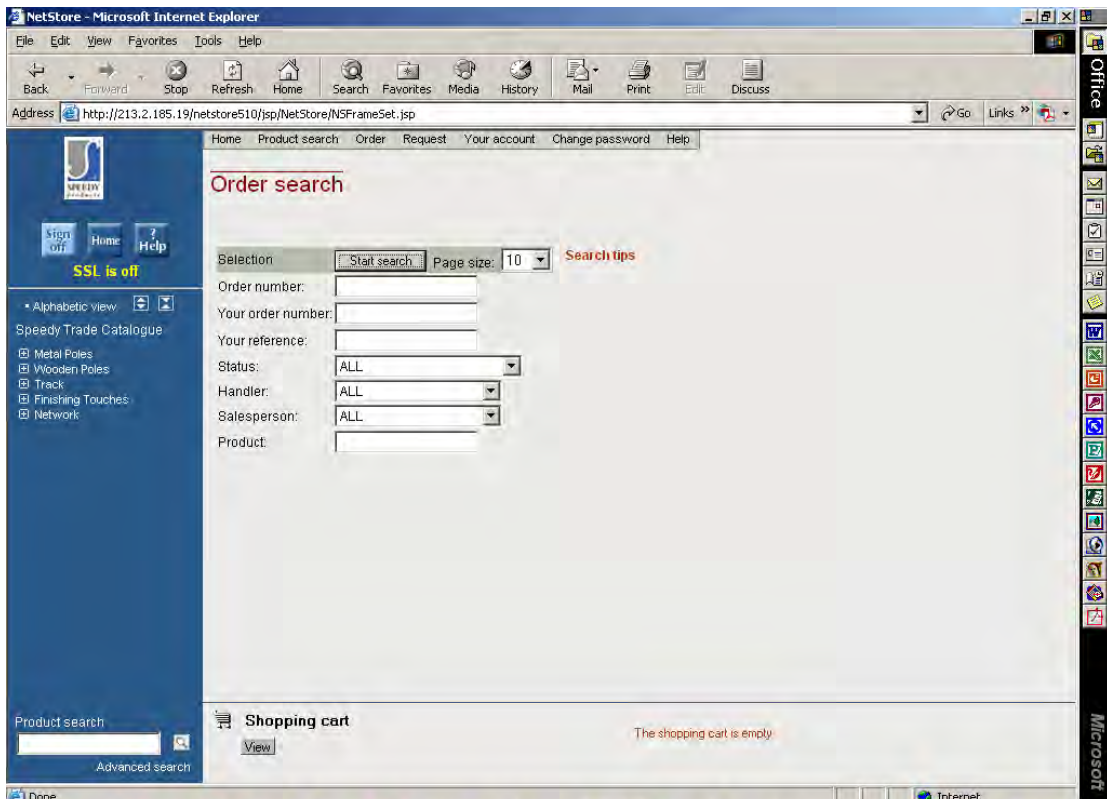 NetStore - Microsoft Internet Explorer
File Edit View Favorites Tools Help
Back Forward Stop Refresh Home Search Favorites Media History Mail Print Edit Discuss
Address http://213.2.185.19/netstore510/jsp/NetStore/NSFrameSet.jsp Go Links »
Office
SPEEDY
Sign off Home ? Help
SSL is off
Alphabetic view
Speedy Trade Catalogue
Metal Poles
Wooden Poles
Track
Finishing Touches
Network
Product search
Advanced search
Home Product search Order Request Your account Change password Help
Order search
Selection Start search Page size: 10 Search tips
Order number:
Your order number:
Your reference:
Status: ALL
Handler: ALL
Salesperson: ALL
Product:
Shopping cart
View
The shopping cart is empty
Microsoft
Done Internet